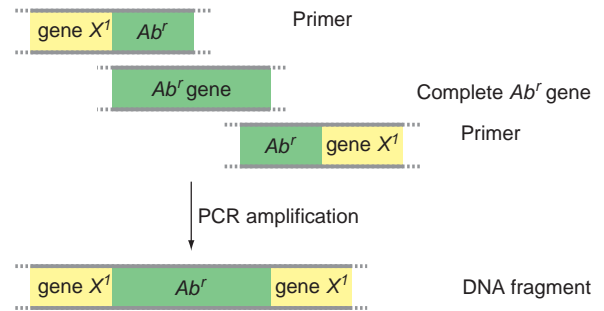 Primer
gene X¹ Abʳ
Abʳ gene
Complete Abʳ gene
Primer
Abʳ gene X¹
PCR amplification
gene X¹ Abʳ gene X¹
DNA fragment